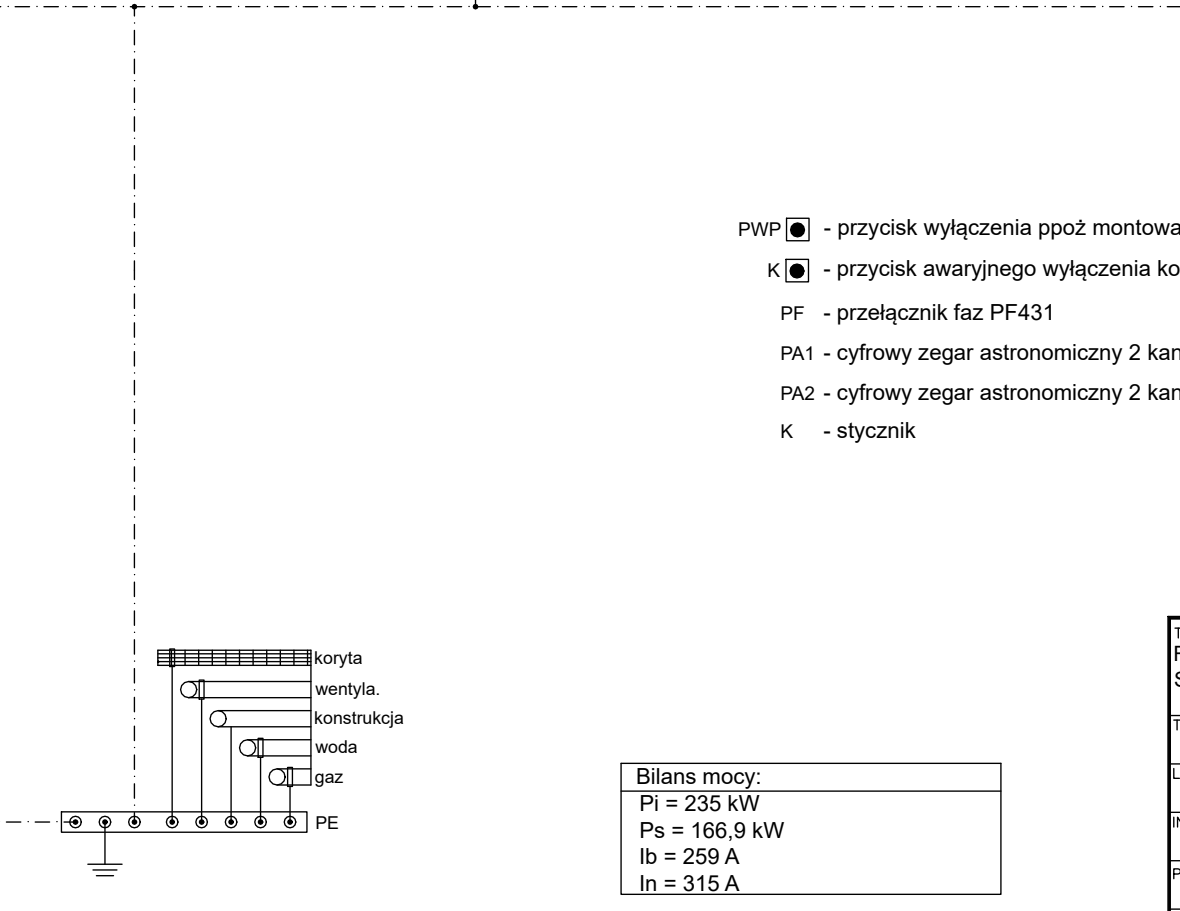 PWP - przycisk wyłączenia ppoż montowa
K - przycisk awaryjnego wyłączenia ko
PF - przełącznik faz PF431
PA1 - cyfrowy zegar astronomiczny 2 kan
PA2 - cyfrowy zegar astronomiczny 2 kan
K - stycznik
koryta
wentyla.
konstrukcja
woda
gaz
PE
Bilans mocy:
Pi = 235 kW
Ps = 166,9 kW
Ib = 259 A
In = 315 A